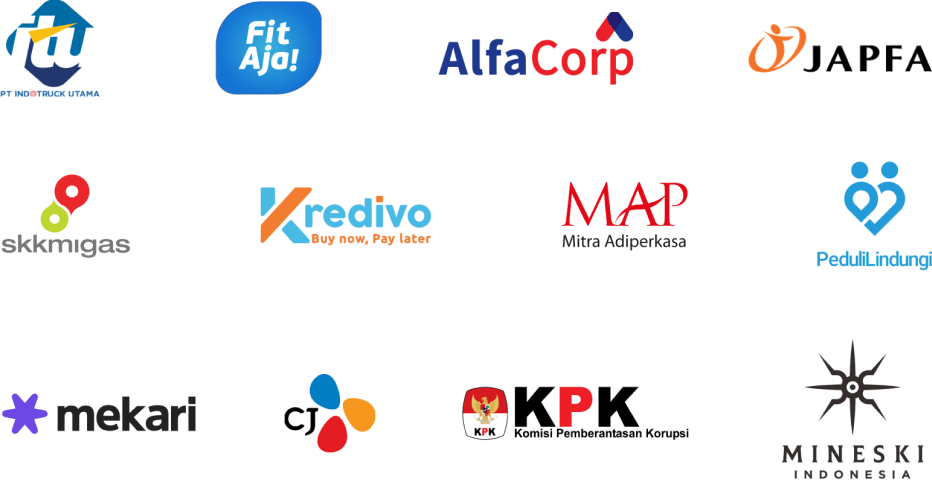 itu
PT INDOTRUCK UTAMA
Fit
Aja!
AlfaCorp
JAPFA
skkmigas
Kredivo
Buy now, Pay later
MAP
Mitra Adiperkasa
PeduliLindungi
mekari
CJ
KPK
KPK
Komisi Pemberantasan Korupsi
MINESKI
INDONESIA